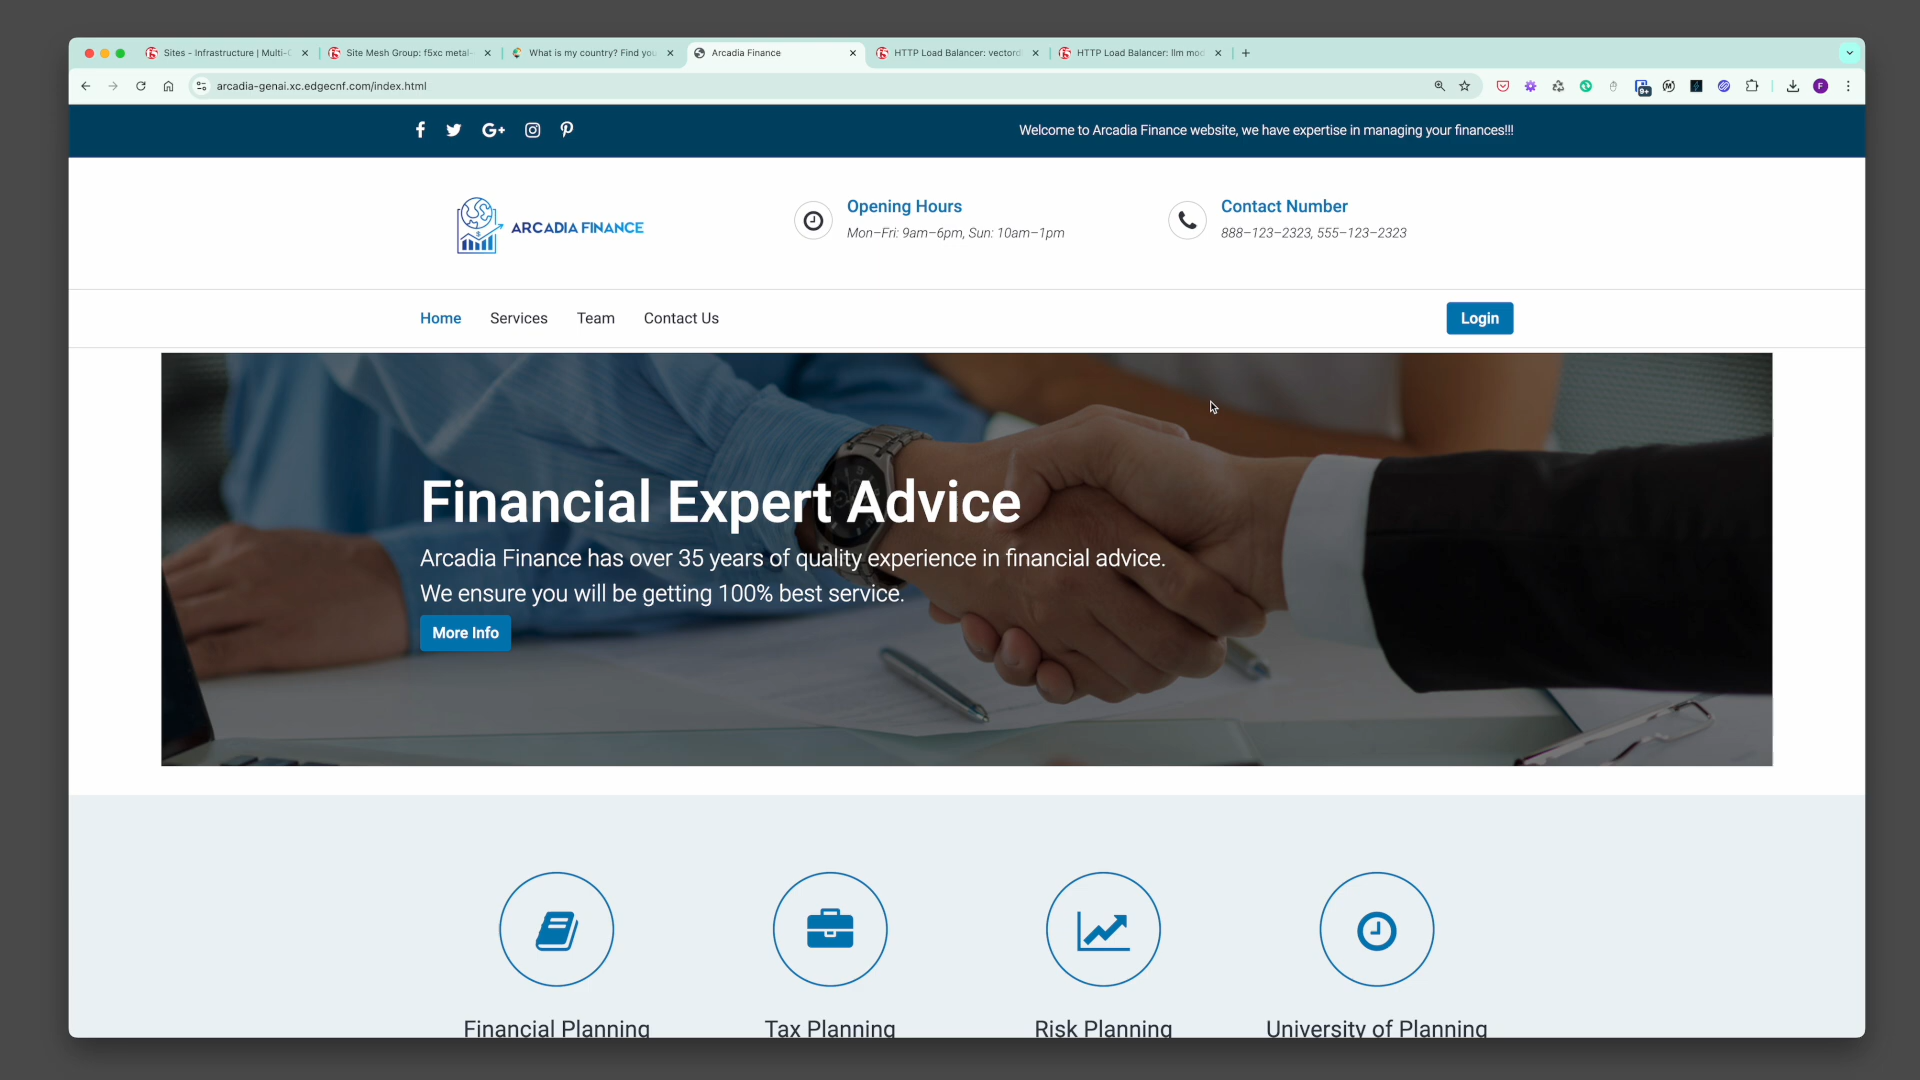 Sites - Infrastructure | Multi-C
Site Mesh Group: f5xc metal-
What is my country? Find you
Arcadia Finance
HTTP Load Balancer: vectord
HTTP Load Balancer: llm mod
arcadia-genai.xc.edgecnf.com/index.html
9+
F
Welcome to Arcadia Finance website, we have expertise in managing your finances!!!
ARCADIA FINANCE
Opening Hours
Mon–Fri: 9am–6pm, Sun: 10am–1pm
Contact Number
888–123–2323, 555–123–2323
Home
Services
Team
Contact Us
Login
Financial Expert Advice
Arcadia Finance has over 35 years of quality experience in financial advice.
We ensure you will be getting 100% best service.
More Info
Financial Planning
Tax Planning
Risk Planning
University of Planning